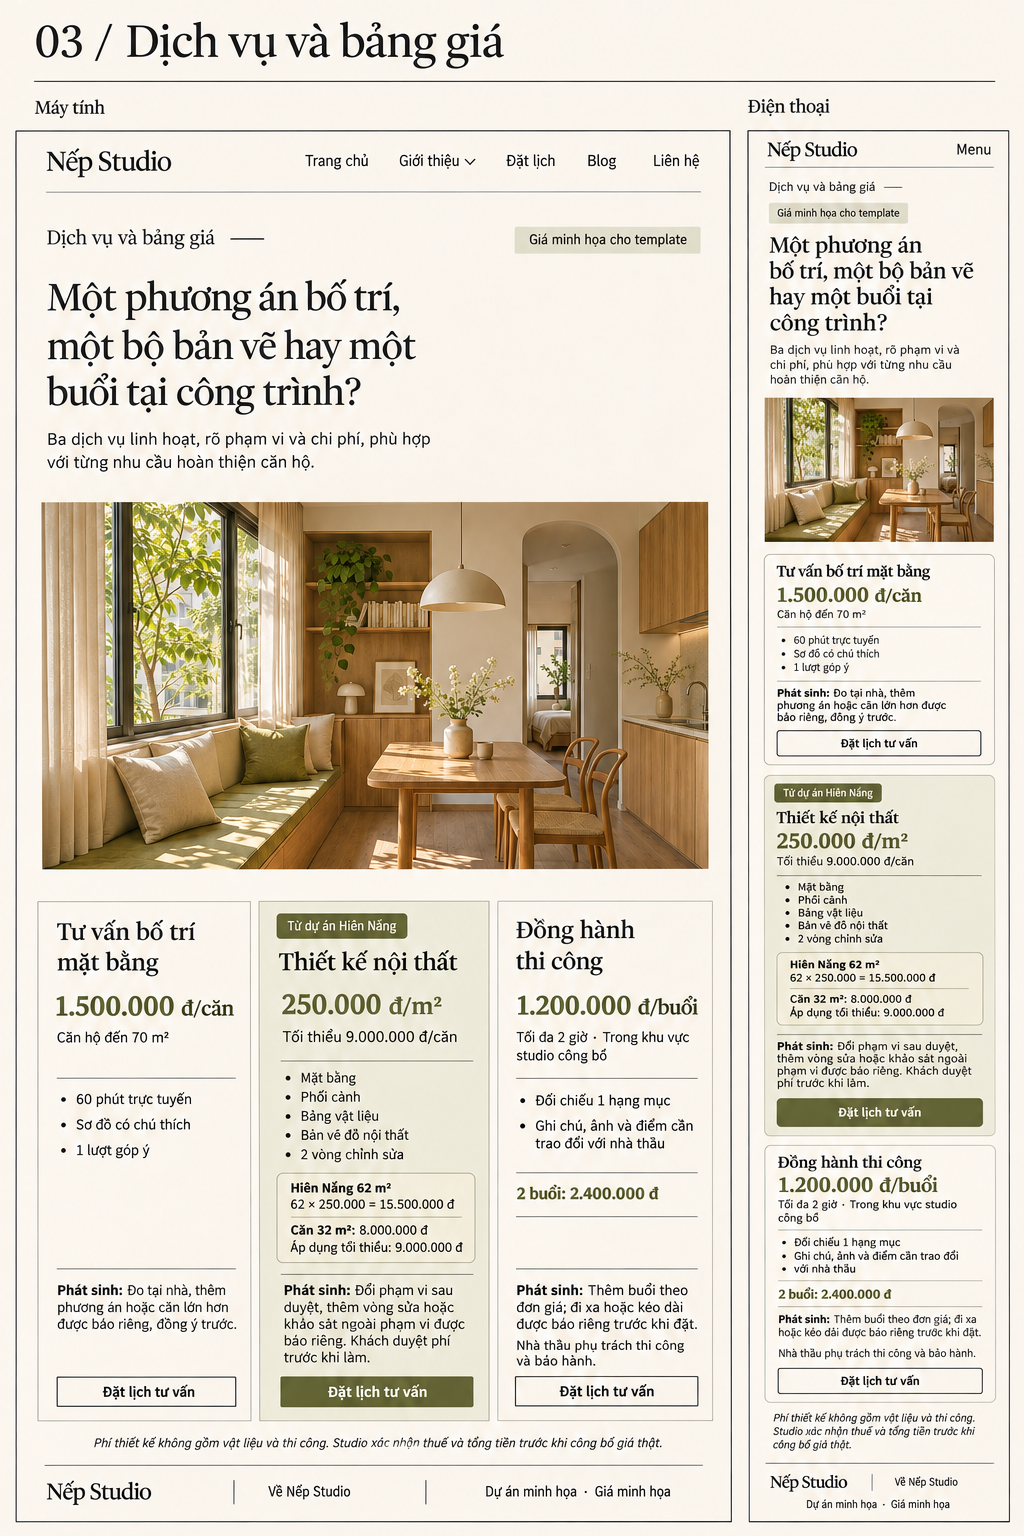 03 / Dịch vụ và bảng giá
Máy tính
Nếp Studio
Trang chủ
Giới thiệu
Đặt lịch
Blog
Liên hệ
Dịch vụ và bảng giá
Giá minh họa cho template
Một phương án bố trí,
một bộ bản vẽ hay một
buổi tại công trình?
Ba dịch vụ linh hoạt, rõ phạm vi và chi phí, phù hợp
với từng nhu cầu hoàn thiện căn hộ.
Tư vấn bố trí
mặt bằng
1.500.000 đ/căn
Căn hộ đến 70 m²
• 60 phút trực tuyến
• Sơ đồ có chú thích
• 1 lượt góp ý
Phát sinh: Đo tại nhà, thêm
phương án hoặc căn lớn hơn
được báo riêng, đồng ý trước.
Đặt lịch tư vấn
Từ dự án Hiên Nắng
Thiết kế nội thất
250.000 đ/m²
Tối thiểu 9.000.000 đ/căn
• Mặt bằng
• Phối cảnh
• Bảng vật liệu
• Bản vẽ đồ nội thất
• 2 vòng chỉnh sửa
Hiên Nắng 62 m²
62 × 250.000 = 15.500.000 đ
Căn 32 m²: 8.000.000 đ
Áp dụng tối thiểu: 9.000.000 đ
Phát sinh: Đổi phạm vi sau
duyệt, thêm vòng sửa hoặc
khảo sát ngoài phạm vi được
báo riêng. Khách duyệt phí
trước khi làm.
Đặt lịch tư vấn
Đồng hành
thi công
1.200.000 đ/buổi
Tối đa 2 giờ · Trong khu vực
studio công bố
• Đối chiếu 1 hạng mục
• Ghi chú, ảnh và điểm cần
trao đổi với nhà thầu
2 buổi: 2.400.000 đ
Phát sinh: Thêm buổi theo
đơn giá; đi xa hoặc kéo dài
được báo riêng trước khi đặt.
Nhà thầu phụ trách thi công
và bảo hành.
Đặt lịch tư vấn
Phí thiết kế không gồm vật liệu và thi công. Studio xác nhận thuế và tổng tiền trước khi công bố giá thật.
Nếp Studio
Về Nếp Studio
Dự án minh họa · Giá minh họa
Điện thoại
Nếp Studio
Menu
Dịch vụ và bảng giá
Giá minh họa cho template
Một phương án
bố trí, một bộ bản vẽ
hay một buổi tại
công trình?
Ba dịch vụ linh hoạt, rõ phạm vi và
chi phí, phù hợp với từng nhu cầu
hoàn thiện căn hộ.
Tư vấn bố trí mặt bằng
1.500.000 đ/căn
Căn hộ đến 70 m²
• 60 phút trực tuyến
• Sơ đồ có chú thích
• 1 lượt góp ý
Phát sinh: Đo tại nhà, thêm
phương án hoặc căn lớn hơn được
báo riêng, đồng ý trước.
Đặt lịch tư vấn
Từ dự án Hiên Nắng
Thiết kế nội thất
250.000 đ/m²
Tối thiểu 9.000.000 đ/căn
• Mặt bằng
• Phối cảnh
• Bảng vật liệu
• Bản vẽ đồ nội thất
• 2 vòng chỉnh sửa
Hiên Nắng 62 m²
62 × 250.000 = 15.500.000 đ
Căn 32 m²: 8.000.000 đ
Áp dụng tối thiểu: 9.000.000 đ
Phát sinh: Đổi phạm vi sau duyệt,
thêm vòng sửa hoặc khảo sát ngoài
phạm vi được báo riêng. Khách duyệt
phí trước khi làm.
Đặt lịch tư vấn
Đồng hành thi công
1.200.000 đ/buổi
Tối đa 2 giờ · Trong khu vực studio
công bố
• Đối chiếu 1 hạng mục
• Ghi chú, ảnh và điểm cần trao đổi
• với nhà thầu
2 buổi: 2.400.000 đ
Phát sinh: Thêm buổi theo đơn giá; đi xa
hoặc kéo dài được báo riêng trước khi đặt.
Nhà thầu phụ trách thi công và bảo hành.
Đặt lịch tư vấn
Phí thiết kế không gồm vật liệu và thi công.
Studio xác nhận thuế và tổng tiền trước khi
công bố giá thật.
Nếp Studio
Về Nếp Studio
Dự án minh họa · Giá minh họa